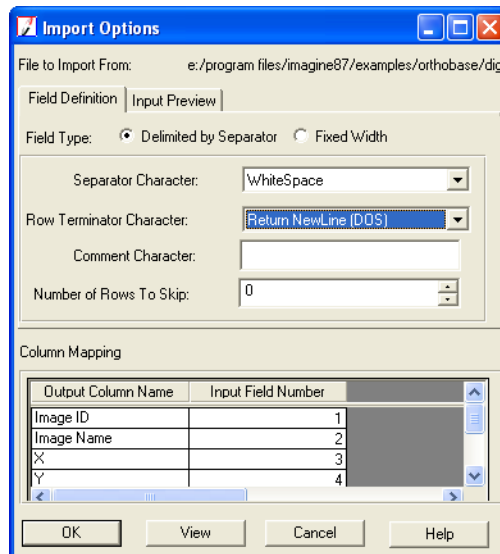 Import Options
File to Import From: e:/program files/imagine87/examples/orthobase/dig
Field Definition Input Preview
Field Type: Delimited by Separator Fixed Width
Separator Character: WhiteSpace
Row Terminator Character: Return NewLine (DOS)
Comment Character:
Number of Rows To Skip: 0
Column Mapping
Output Column Name Input Field Number
Image ID 1
Image Name 2
X 3
Y 4
OK View Cancel Help